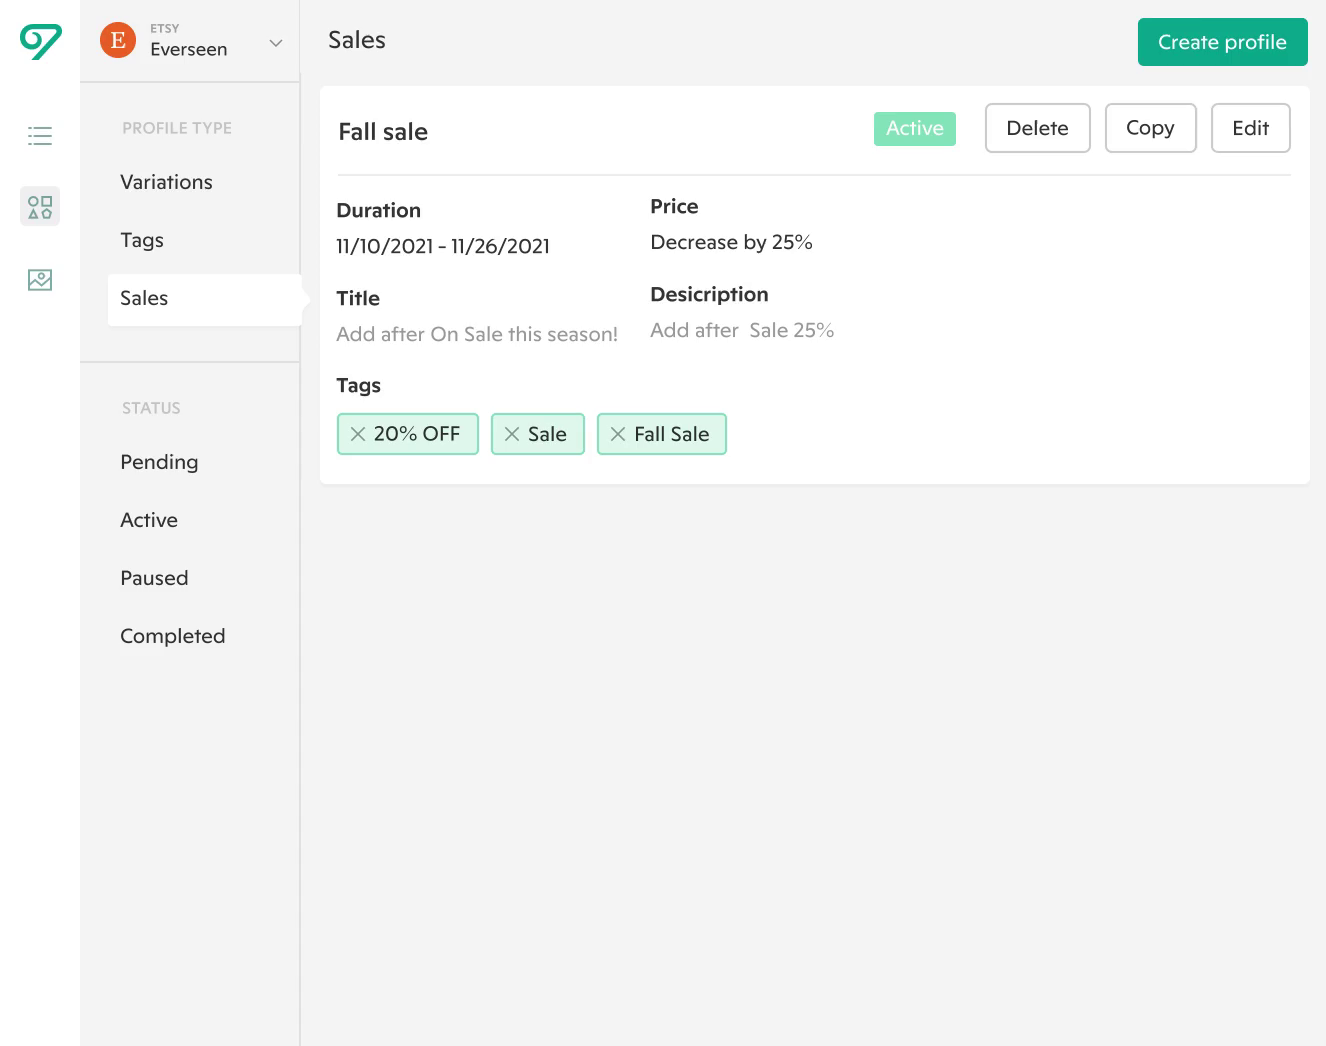 ETSY
Everseen
E
Sales
Create profile
PROFILE TYPE
Variations
Tags
Sales
STATUS
Pending
Active
Paused
Completed
Fall sale
Active
Delete
Copy
Edit
Duration
11/10/2021 - 11/26/2021
Price
Decrease by 25%
Title
Add after On Sale this season!
Desicription
Add after Sale 25%
Tags
20% OFF
Sale
Fall Sale